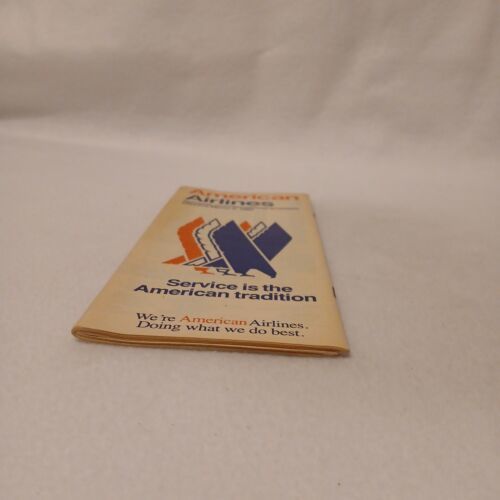 American
Airlines
Service is the
American tradition
We're American Airlines.
Doing what we do best.